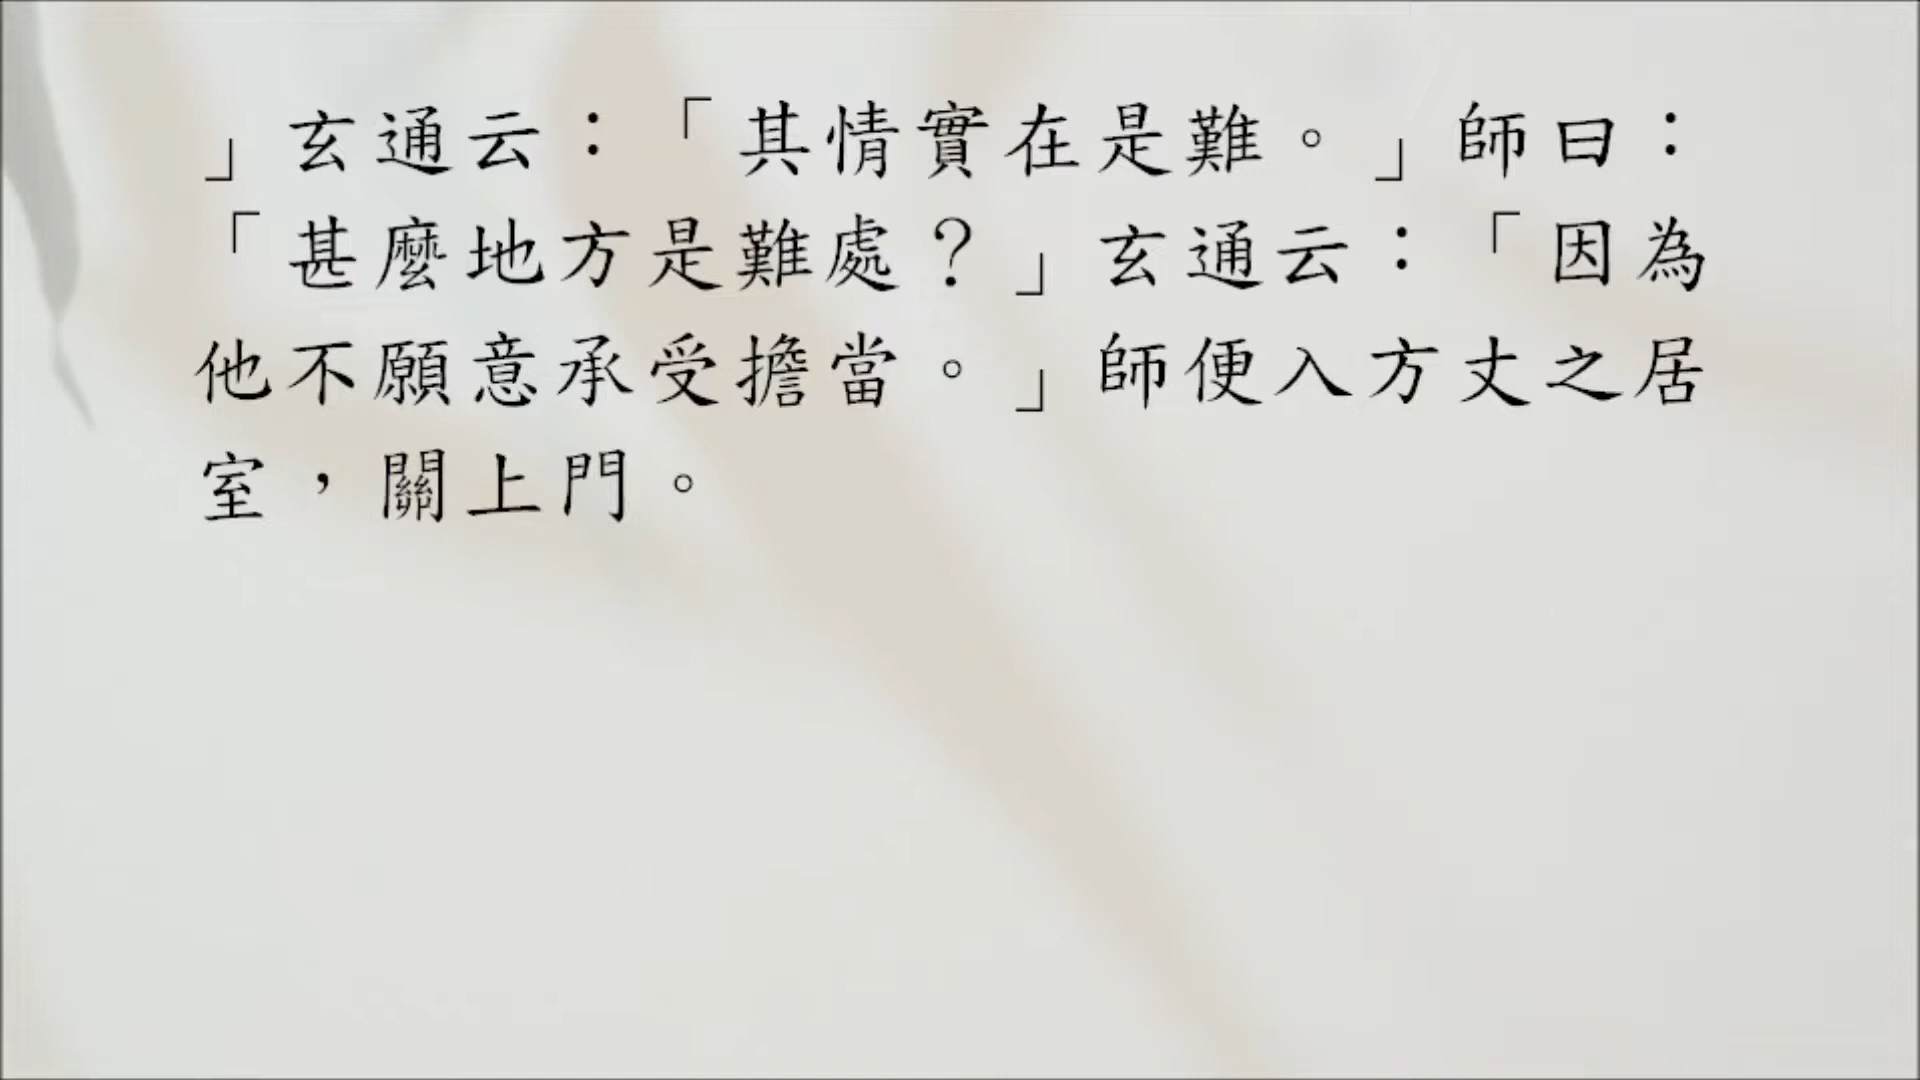 」玄通云：「其情實在是難。」師曰：
「甚麼地方是難處？」玄通云：「因為
他不願意承受擔當。」師便入方丈之居
室，關上門。